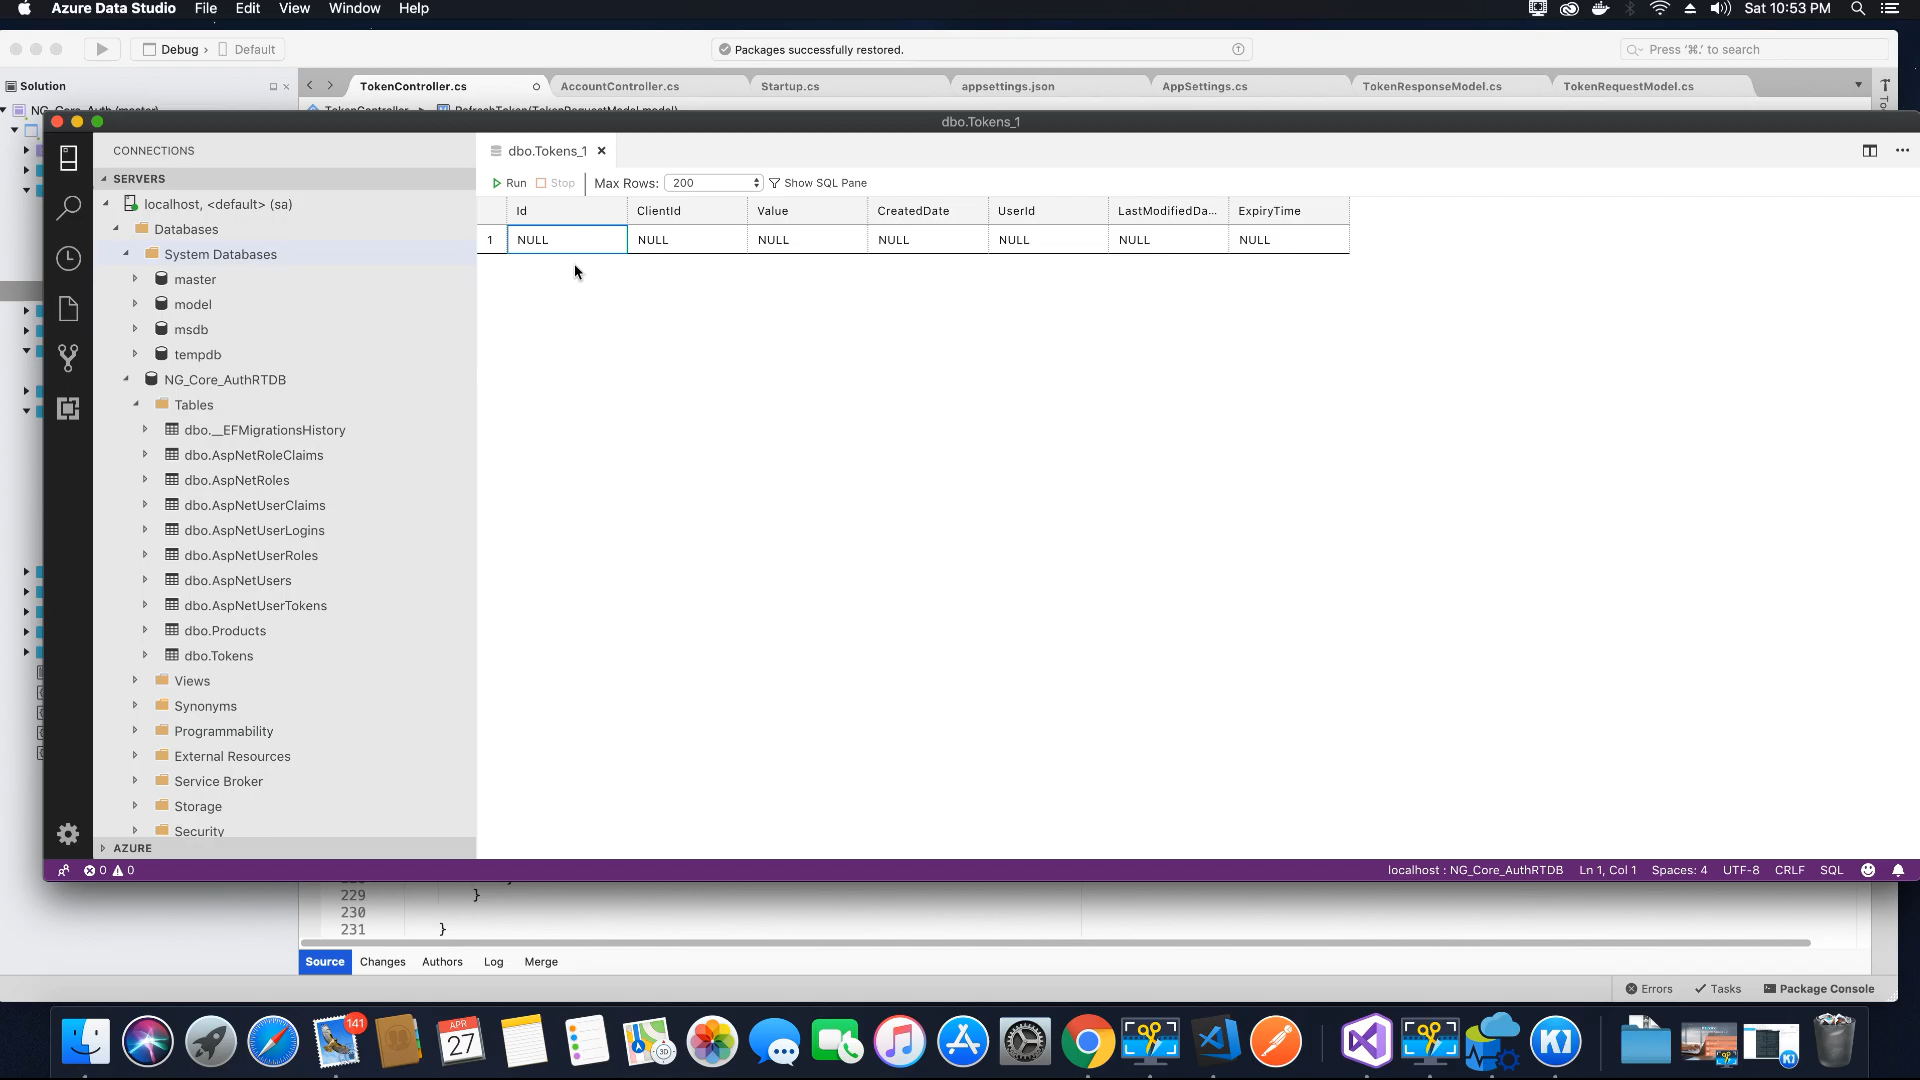 Azure Data Studio File Edit View Window Help Sat 10:53 PM
Debug › Default Packages successfully restored. Press '⌘.' to search
Solution TokenController.cs AccountController.cs Startup.cs appsettings.json AppSettings.cs TokenResponseModel.cs TokenRequestModel.cs
NG_Core_Auth (master) TokenController RefreshToken(TokenRequestModel model)
dbo.Tokens_1
CONNECTIONS
dbo.Tokens_1
SERVERS
Run Stop Max Rows: 200 Show SQL Pane
localhost, <default> (sa)
Databases
System Databases
master
model
msdb
tempdb
NG_Core_AuthRTDB
Tables
dbo.__EFMigrationsHistory
dbo.AspNetRoleClaims
dbo.AspNetRoles
dbo.AspNetUserClaims
dbo.AspNetUserLogins
dbo.AspNetUserRoles
dbo.AspNetUsers
dbo.AspNetUserTokens
dbo.Products
dbo.Tokens
Views
Synonyms
Programmability
External Resources
Service Broker
Storage
Security
AZURE
Id ClientId Value CreatedDate UserId LastModifiedDa... ExpiryTime
1 NULL NULL NULL NULL NULL NULL NULL
0 0 localhost : NG_Core_AuthRTDB Ln 1, Col 1 Spaces: 4 UTF-8 CRLF SQL
229 }
230
231 }
Source Changes Authors Log Merge
Errors Tasks Package Console
141
APR
27
3D